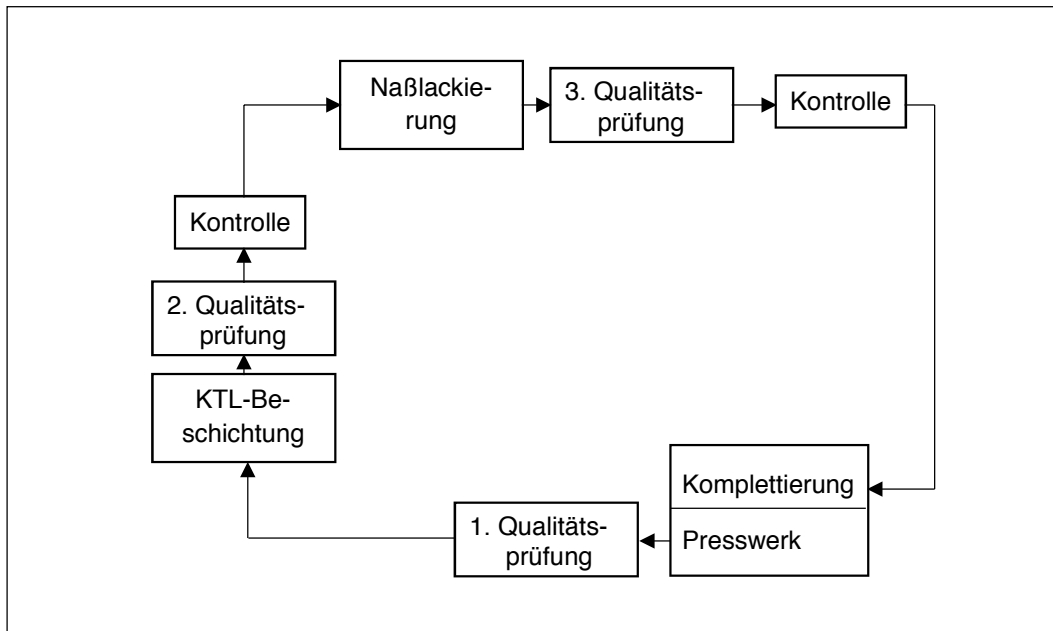 Naßlackie-
rung
3. Qualitäts-
prüfung
Kontrolle
Kontrolle
2. Qualitäts-
prüfung
KTL-Be-
schichtung
Komplettierung
1. Qualitäts-
prüfung
Presswerk